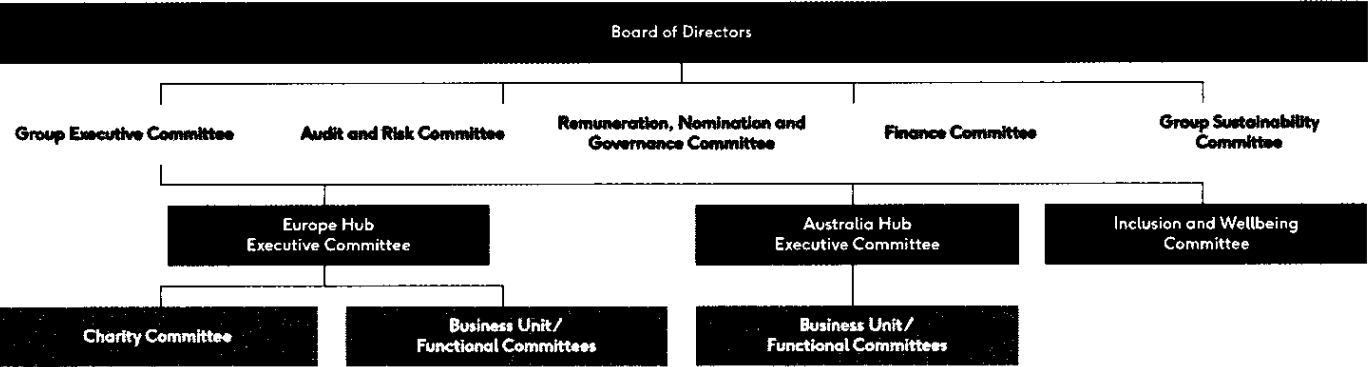 Board of Directors
Group Executive Committee
Audit and Risk Committee
Remuneration, Nomination and
Governance Committee
Finance Committee
Group Sustainability
Committee
Europe Hub
Executive Committee
Australia Hub
Executive Committee
Inclusion and Wellbeing
Committee
Charity Committee
Business Unit/
Functional Committees
Business Unit/
Functional Committees